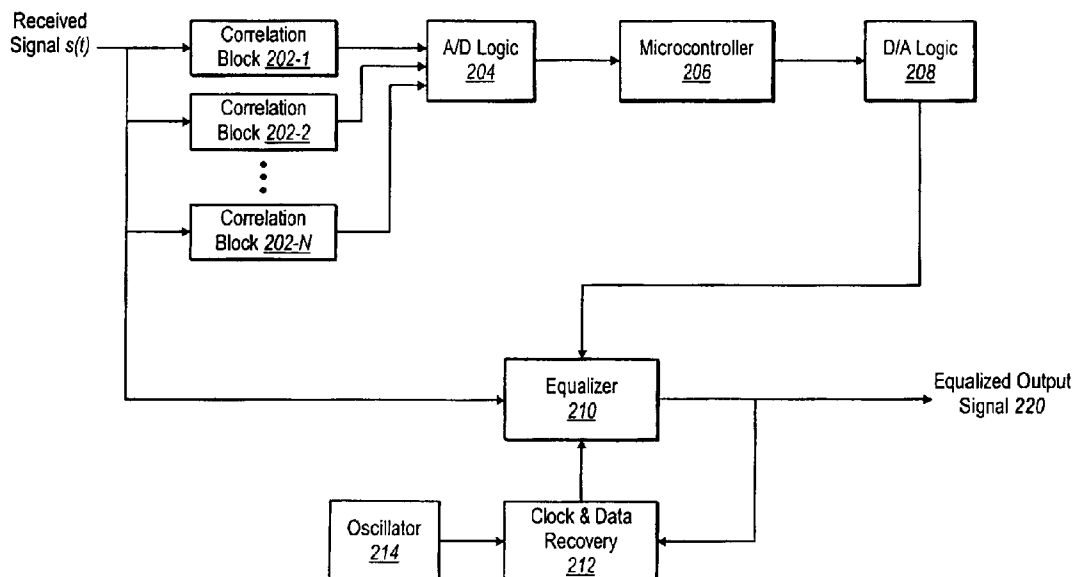 Received
Signal s(t)
Correlation
Block 202-1
A/D Logic
204
Microcontroller
206
D/A Logic
208
Correlation
Block 202-2
Correlation
Block 202-N
Equalizer
210
Equalized Output
Signal 220
Oscillator
214
Clock & Data
Recovery
212